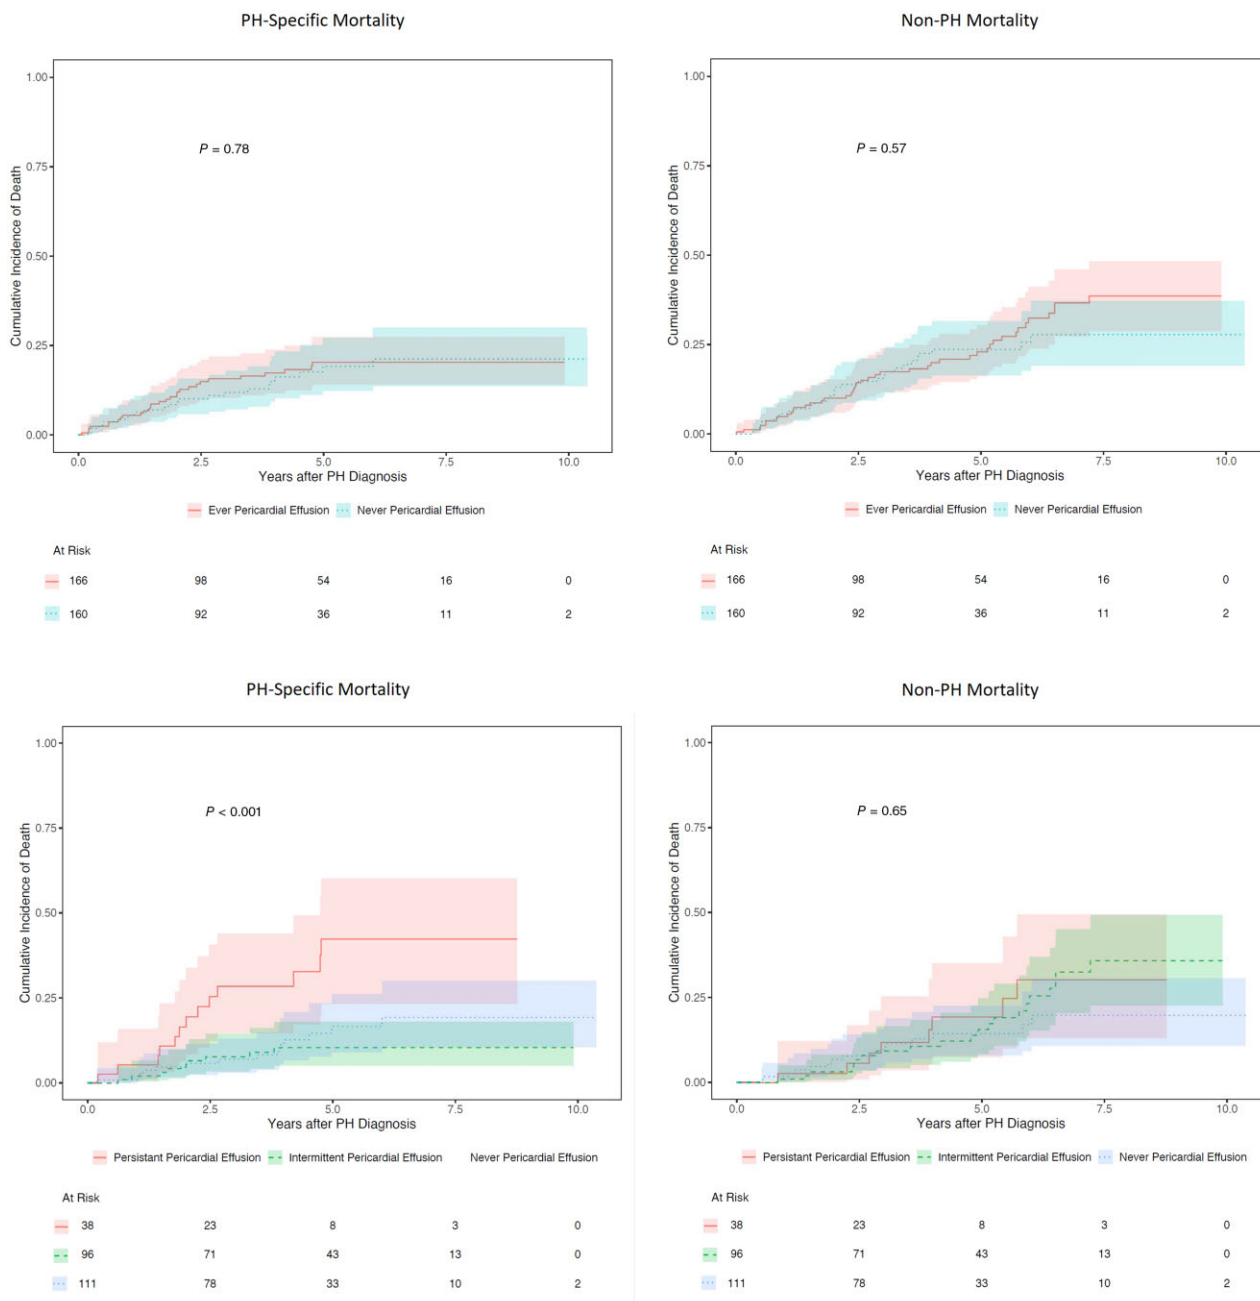 PH-Specific Mortality
Non-PH Mortality
Cumulative Incidence of Death
1.00
0.75
0.50
0.25
0.00
P = 0.78
0.0 2.5 5.0 7.5 10.0
Years after PH Diagnosis
Ever Pericardial Effusion Never Pericardial Effusion
At Risk
166 98 54 16 0
160 92 36 11 2
Cumulative Incidence of Death
1.00
0.75
0.50
0.25
0.00
P = 0.57
0.0 2.5 5.0 7.5 10.0
Years after PH Diagnosis
Ever Pericardial Effusion Never Pericardial Effusion
At Risk
166 98 54 16 0
160 92 36 11 2
PH-Specific Mortality
Non-PH Mortality
Cumulative Incidence of Death
1.00
0.75
0.50
0.25
0.00
P < 0.001
0.0 2.5 5.0 7.5 10.0
Years after PH Diagnosis
Persistant Pericardial Effusion Intermittent Pericardial Effusion Never Pericardial Effusion
At Risk
38 23 8 3 0
96 71 43 13 0
111 78 33 10 2
Cumulative Incidence of Death
1.00
0.75
0.50
0.25
0.00
P = 0.65
0.0 2.5 5.0 7.5 10.0
Years after PH Diagnosis
Persistant Pericardial Effusion Intermittent Pericardial Effusion Never Pericardial Effusion
At Risk
38 23 8 3 0
96 71 43 13 0
111 78 33 10 2